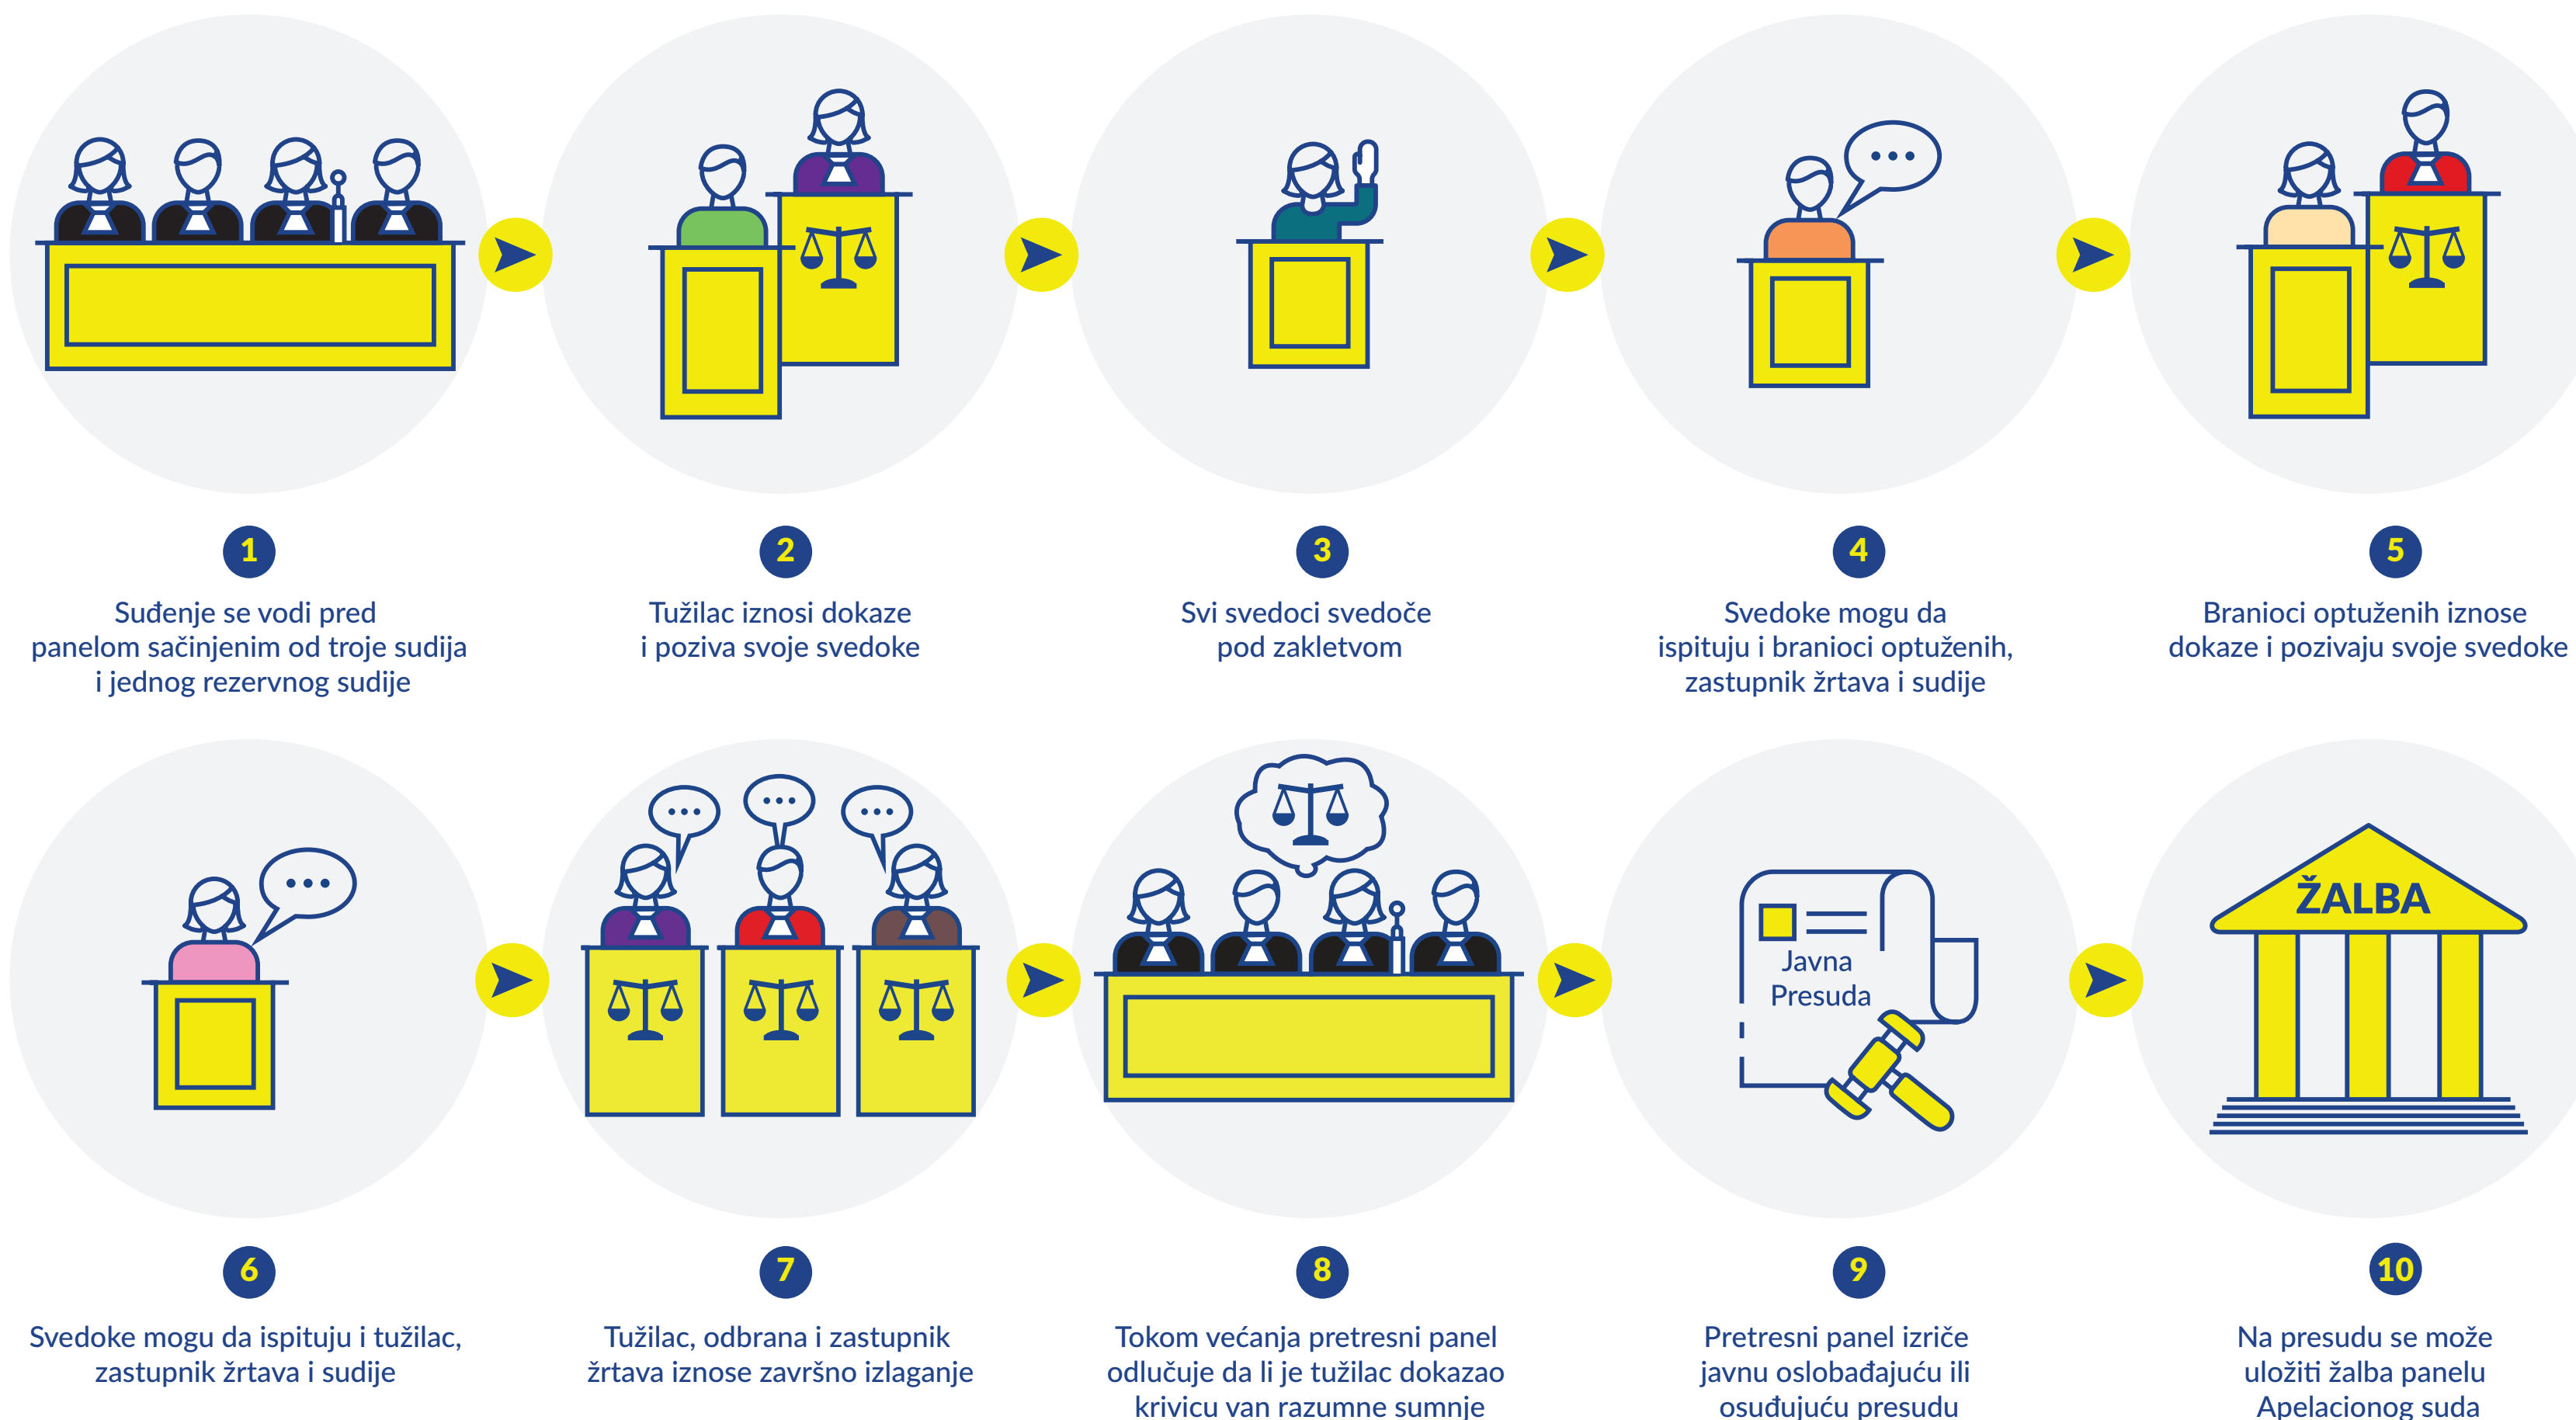 1
Suđenje se vodi pred
panelom sačinjenim od troje sudija
i jednog rezervnog sudije
2
Tužilac iznosi dokaze
i poziva svoje svedoke
3
Svi svedoci svedoče
pod zakletvom
4
Svedoke mogu da
ispituju i branioci optuženih,
zastupnik žrtava i sudije
5
Branioci optuženih iznose
dokaze i pozivaju svoje svedoke
6
Svedoke mogu da ispituju i tužilac,
zastupnik žrtava i sudije
7
Tužilac, odbrana i zastupnik
žrtava iznose završno izlaganje
8
Tokom većanja pretresni panel
odlučuje da li je tužilac dokazao
krivicu van razumne sumnje
Javna
Presuda
9
Pretresni panel izriče
javnu oslobađajuću ili
osuđujuću presudu
ŽALBA
10
Na presudu se može
uložiti žalba panelu
Apelacionog suda